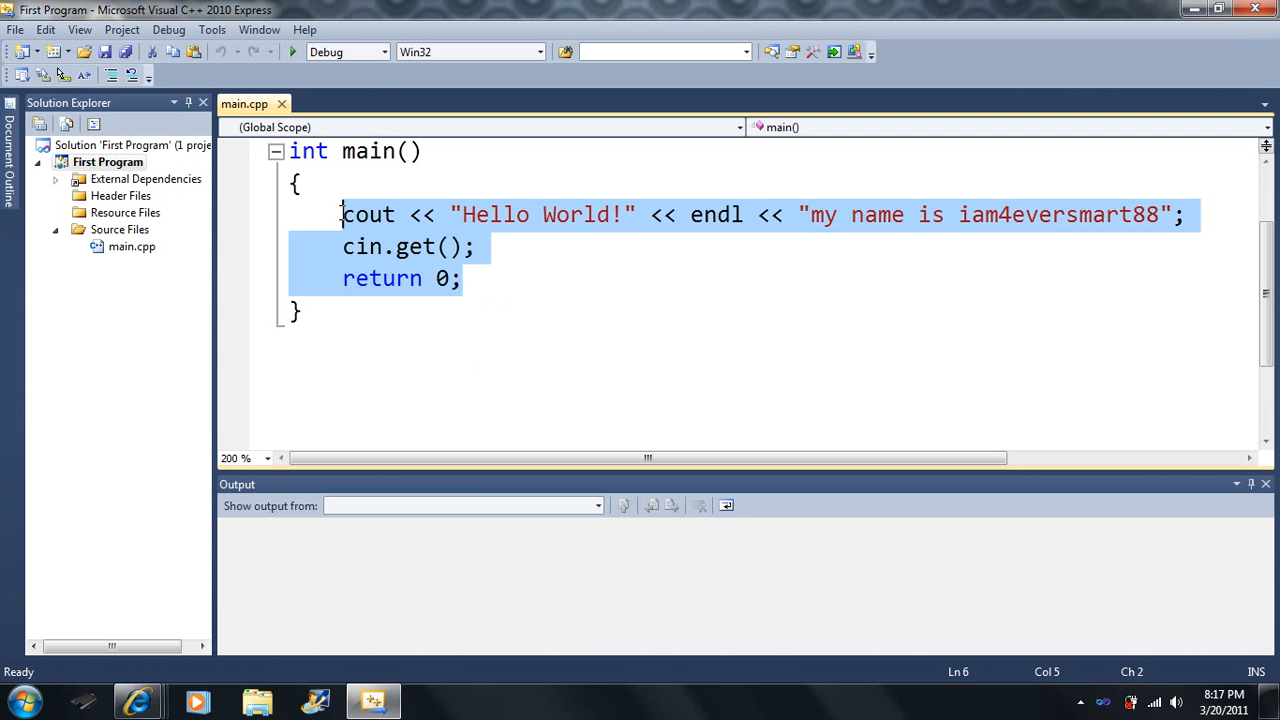 First Program - Microsoft Visual C++ 2010 Express
File Edit View Project Debug Tools Window Help
Debug Win32
Solution Explorer
main.cpp
Document Outline
(Global Scope) main()
Solution 'First Program' (1 proje
First Program
External Dependencies
Header Files
Resource Files
Source Files
main.cpp
int main()
{
cout << "Hello World!" << endl << "my name is iam4eversmart88";
cin.get();
return 0;
}
200 %
Output
Show output from:
Ready Ln 6 Col 5 Ch 2 INS
8:17 PM
3/20/2011